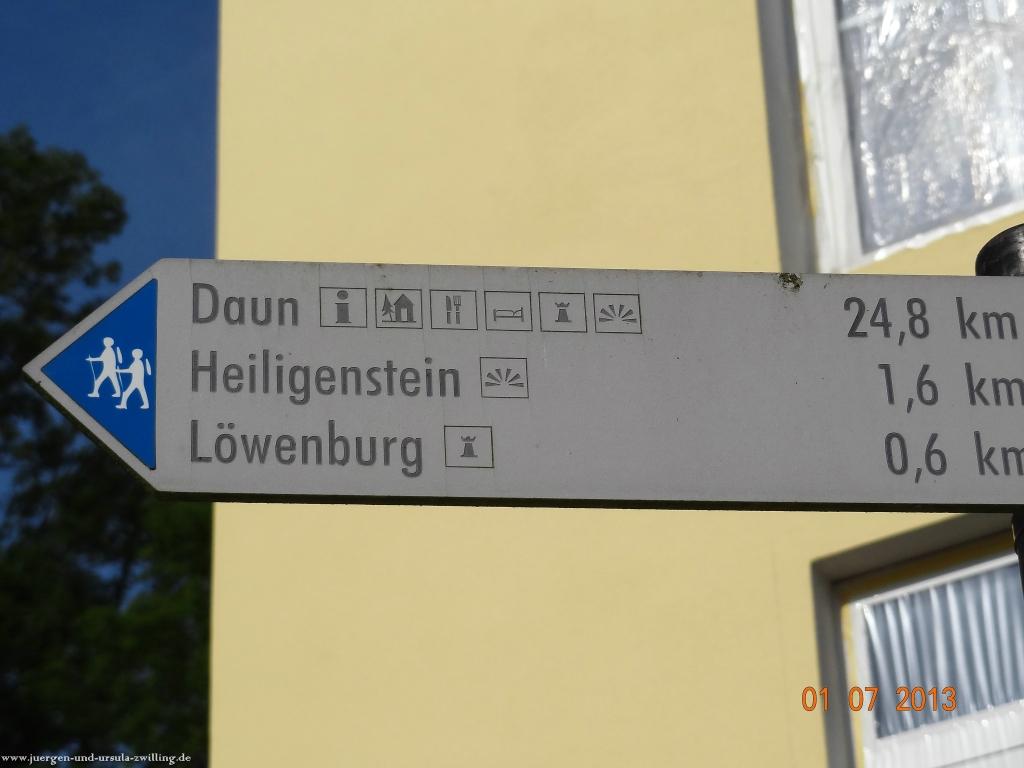 Daun 24,8 km
Heiligenstein 1,6 km
Löwenburg 0,6 km
01 07 2013
www.juergen-und-ursula-zwilling.de